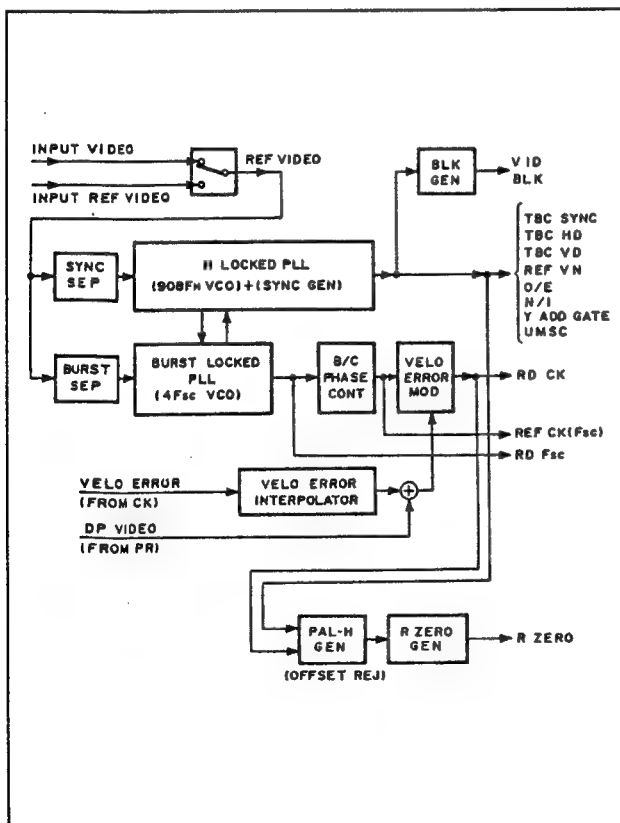 INPUT VIDEO
REF VIDEO
INPUT REF VIDEO
BLK
GEN
VID
BLK
SYNC
SEP
H LOCKED PLL
(908FH VCO)+(SYNC GEN)
TBC SYNC
TBC HD
TBC VD
REF VN
O/E
N/I
Y ADD GATE
UMSC
BURST
SEP
BURST LOCKED
PLL
(4Fsc VCO)
B/C
PHASE
CONT
VELO
ERROR
MOD
RD CK
REF CK(Fsc)
RD Fsc
VELO ERROR
(FROM CK)
VELO ERROR
INTERPOLATOR
DP VIDEO
(FROM PR)
PAL-H
GEN
(OFFSET REJ)
R ZERO
GEN
R ZERO